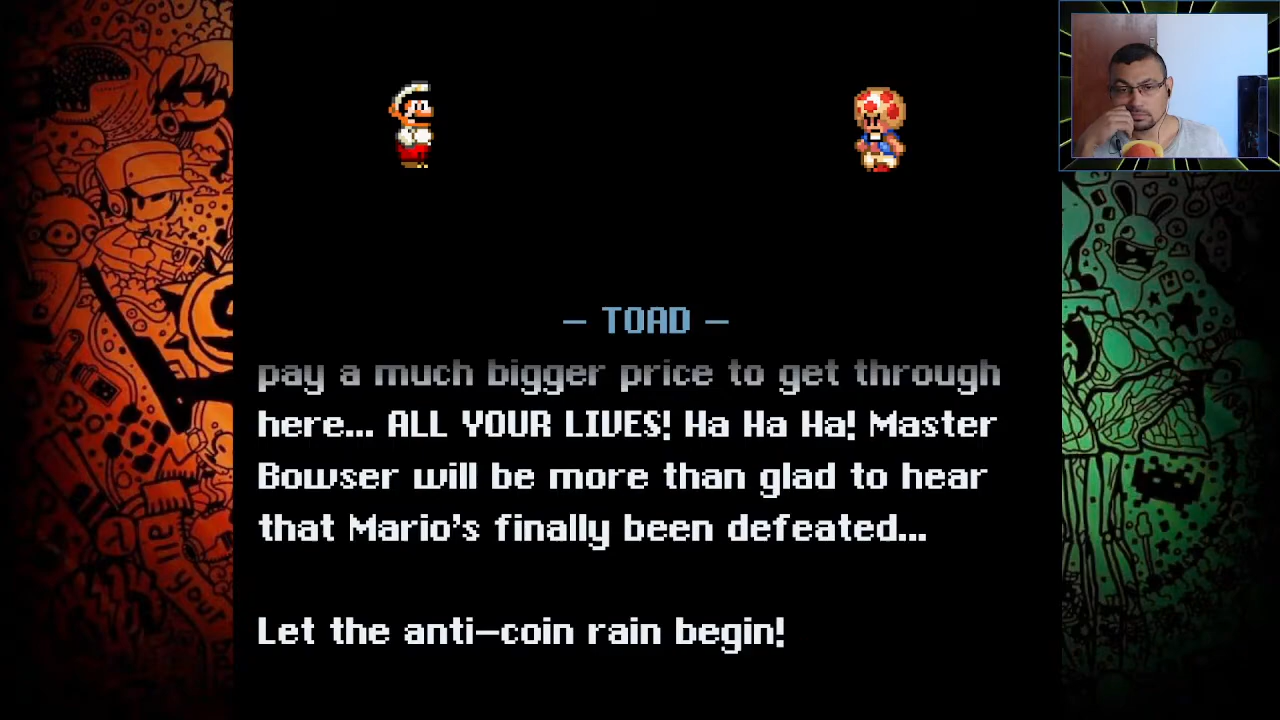 — TOAD —
pay a much bigger price to get through
here... ALL YOUR LIVES! Ha Ha Ha! Master
Bowser will be more than glad to hear
that Mario's finally been defeated...
Let the anti-coin rain begin!